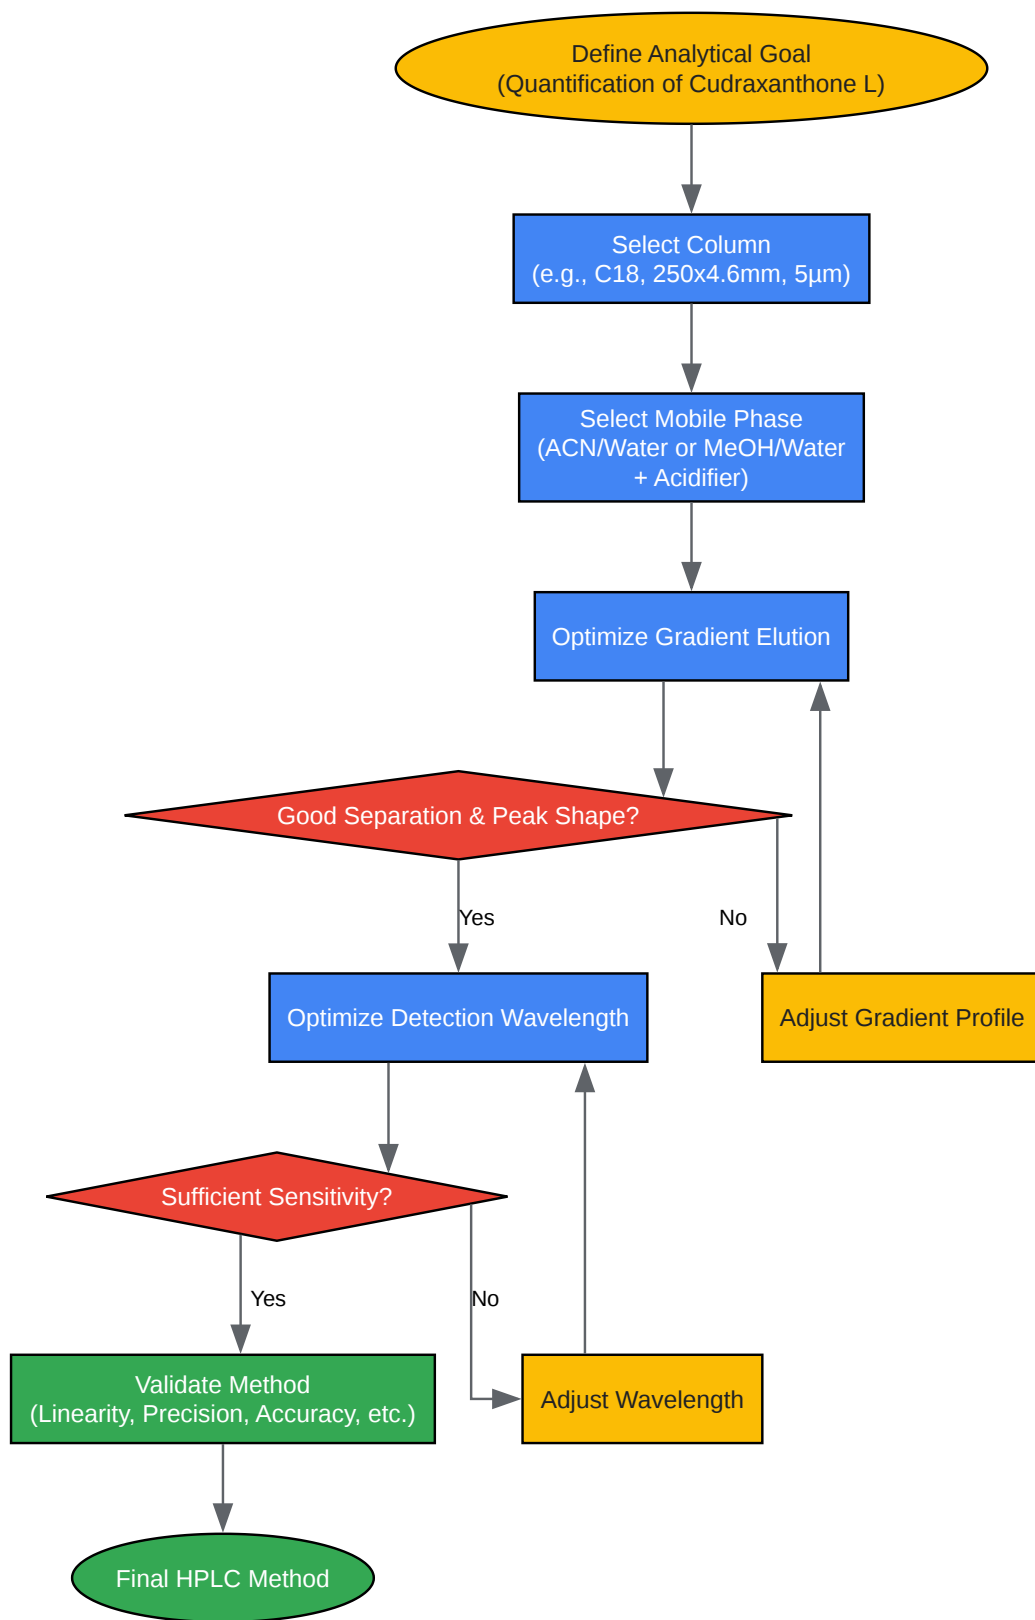 Define Analytical Goal
(Quantification of Cudraxanthone L)
Select Column
(e.g., C18, 250x4.6mm, 5µm)
Select Mobile Phase
(ACN/Water or MeOH/Water
+ Acidifier)
Optimize Gradient Elution
Good Separation & Peak Shape?
Yes
No
Optimize Detection Wavelength
Adjust Gradient Profile
Sufficient Sensitivity?
Yes
No
Validate Method
(Linearity, Precision, Accuracy, etc.)
Adjust Wavelength
Final HPLC Method